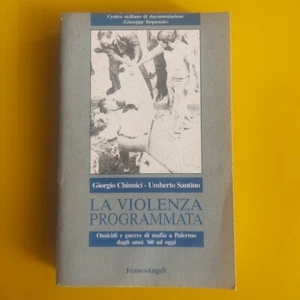 Centro siciliano di documentazione
«Giuseppe Impastato»
Giorgio Chinnici - Umberto Santino
LA VIOLENZA
PROGRAMMATA
Omicidi e guerre di mafia a Palermo
dagli anni '60 ad oggi
FrancoAngeli